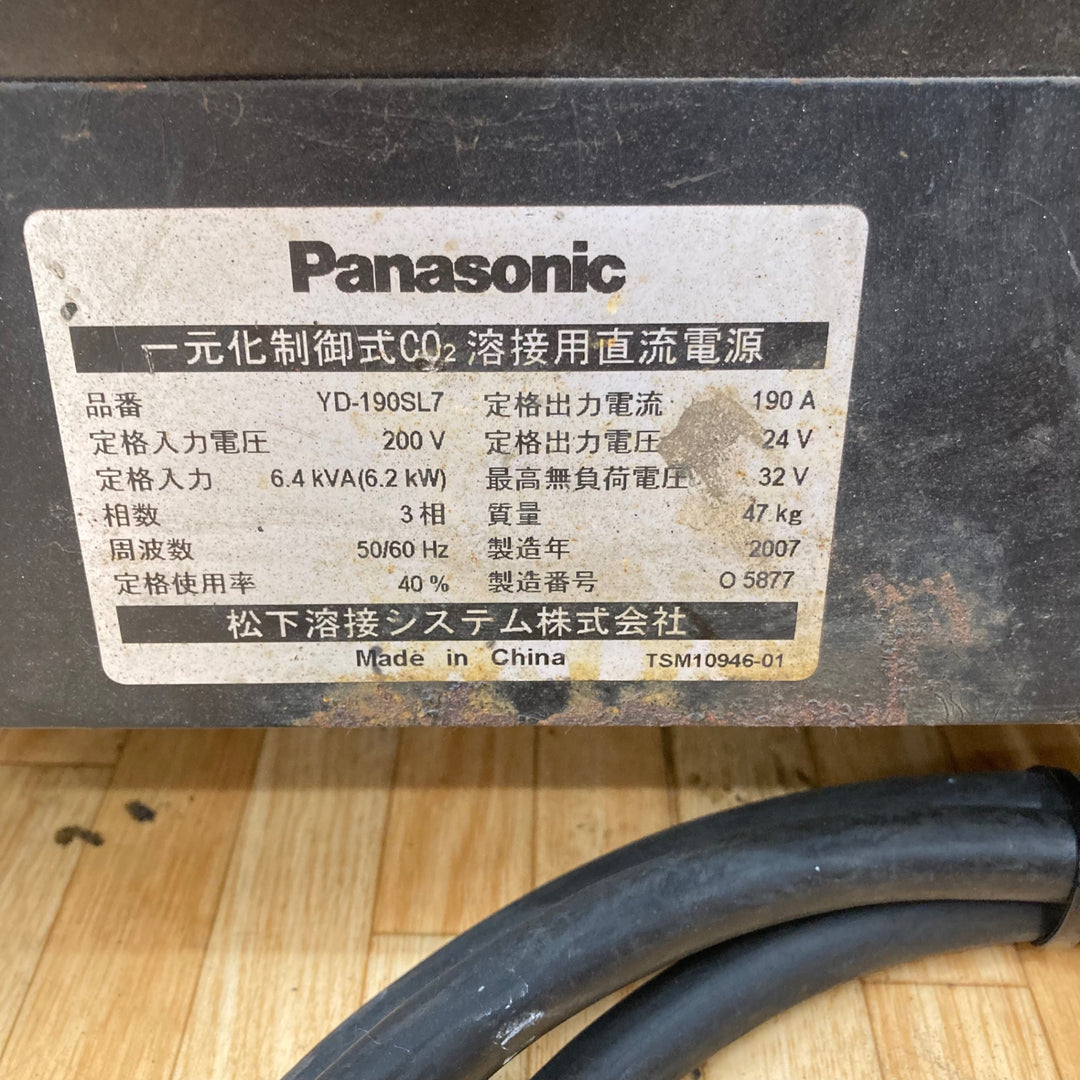 Panasonic
一元化制御式CO2溶接用直流電源
品番 YD-190SL7 定格出力電流 190 A
定格入力電圧 200 V 定格出力電圧 24 V
定格入力 6.4 kVA(6.2 kW) 最高無負荷電圧 32 V
相数 3相 質量 47 kg
周波数 50/60 Hz 製造年 2007
定格使用率 40 % 製造番号 O 5877
松下溶接システム株式会社
Made in China TSM10946-01